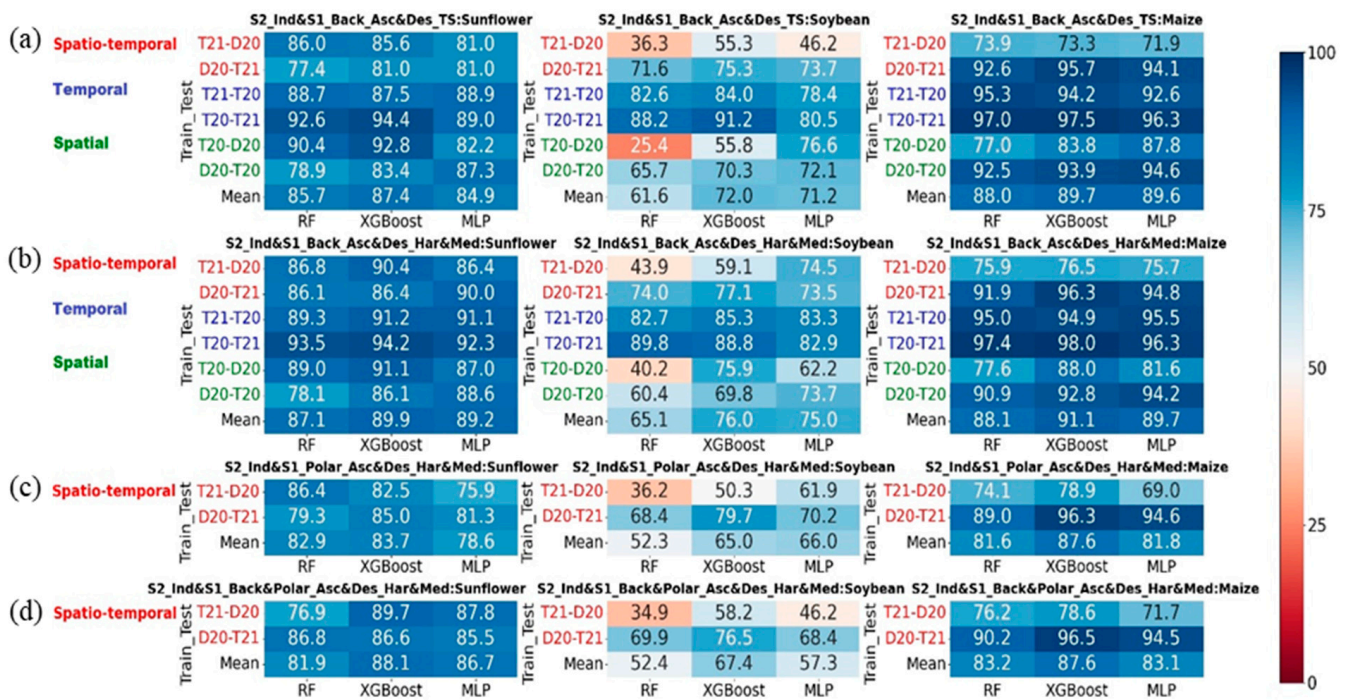 S2_Ind&S1_Back_Asc&Des_TS:Sunflower S2_Ind&S1_Back_Asc&Des_TS:Soybean S2_Ind&S1_Back_Asc&Des_TS:Maize
(a) Spatio-temporal T21-D20 86.0 85.6 81.0 T21-D20 36.3 55.3 46.2 T21-D20 73.9 73.3 71.9
D20-T21 77.4 81.0 81.0 D20-T21 71.6 75.3 73.7 D20-T21 92.6 95.7 94.1
Temporal T21-T20 88.7 87.5 88.9 T21-T20 82.6 84.0 78.4 T21-T20 95.3 94.2 92.6
Train_Test T20-T21 92.6 94.4 89.0 Train_Test T20-T21 88.2 91.2 80.5 Train_Test T20-T21 97.0 97.5 96.3
Spatial T20-D20 90.4 92.8 82.2 T20-D20 25.4 55.8 76.6 T20-D20 77.0 83.8 87.8
D20-T20 78.9 83.4 87.3 D20-T20 65.7 70.3 72.1 D20-T20 92.5 93.9 94.6
Mean 85.7 87.4 84.9 Mean 61.6 72.0 71.2 Mean 88.0 89.7 89.6
RF XGBoost MLP RF XGBoost MLP RF XGBoost MLP
S2_Ind&S1_Back_Asc&Des_Har&Med:Sunflower S2_Ind&S1_Back_Asc&Des_Har&Med:Soybean S2_Ind&S1_Back_Asc&Des_Har&Med:Maize
(b) Spatio-temporal T21-D20 86.8 90.4 86.4 T21-D20 43.9 59.1 74.5 T21-D20 75.9 76.5 75.7
D20-T21 86.1 86.4 90.0 D20-T21 74.0 77.1 73.5 D20-T21 91.9 96.3 94.8
Temporal T21-T20 89.3 91.2 91.1 T21-T20 82.7 85.3 83.3 T21-T20 95.0 94.9 95.5
Train_Test T20-T21 93.5 94.2 92.3 Train_Test T20-T21 89.8 88.8 82.9 Train_Test T20-T21 97.4 98.0 96.3
Spatial T20-D20 89.0 91.1 87.0 T20-D20 40.2 75.9 62.2 T20-D20 77.6 88.0 81.6
D20-T20 78.1 86.1 88.6 D20-T20 60.4 69.8 73.7 D20-T20 90.9 92.8 94.2
Mean 87.1 89.9 89.2 Mean 65.1 76.0 75.0 Mean 88.1 91.1 89.7
RF XGBoost MLP RF XGBoost MLP RF XGBoost MLP
S2_Ind&S1_Polar_Asc&Des_Har&Med:Sunflower S2_Ind&S1_Polar_Asc&Des_Har&Med:Soybean S2_Ind&S1_Polar_Asc&Des_Har&Med:Maize
(c) Spatio-temporal T21-D20 86.4 82.5 75.9 T21-D20 36.2 50.3 61.9 T21-D20 74.1 78.9 69.0
Train_Test D20-T21 79.3 85.0 81.3 Train_Test D20-T21 68.4 79.7 70.2 Train_Test D20-T21 89.0 96.3 94.6
Mean 82.9 83.7 78.6 Mean 52.3 65.0 66.0 Mean 81.6 87.6 81.8
RF XGBoost MLP RF XGBoost MLP RF XGBoost MLP
S2_Ind&S1_Back&Polar_Asc&Des_Har&Med:Sunflower S2_Ind&S1_Back&Polar_Asc&Des_Har&Med:Soybean S2_Ind&S1_Back&Polar_Asc&Des_Har&Med:Maize
(d) Spatio-temporal T21-D20 76.9 89.7 87.8 T21-D20 34.9 58.2 46.2 T21-D20 76.2 78.6 71.7
Train_Test D20-T21 86.8 86.6 85.5 Train_Test D20-T21 69.9 76.5 68.4 Train_Test D20-T21 90.2 96.5 94.5
Mean 81.9 88.1 86.7 Mean 52.4 67.4 57.3 Mean 83.2 87.6 83.1
RF XGBoost MLP RF XGBoost MLP RF XGBoost MLP
100
75
50
25
0